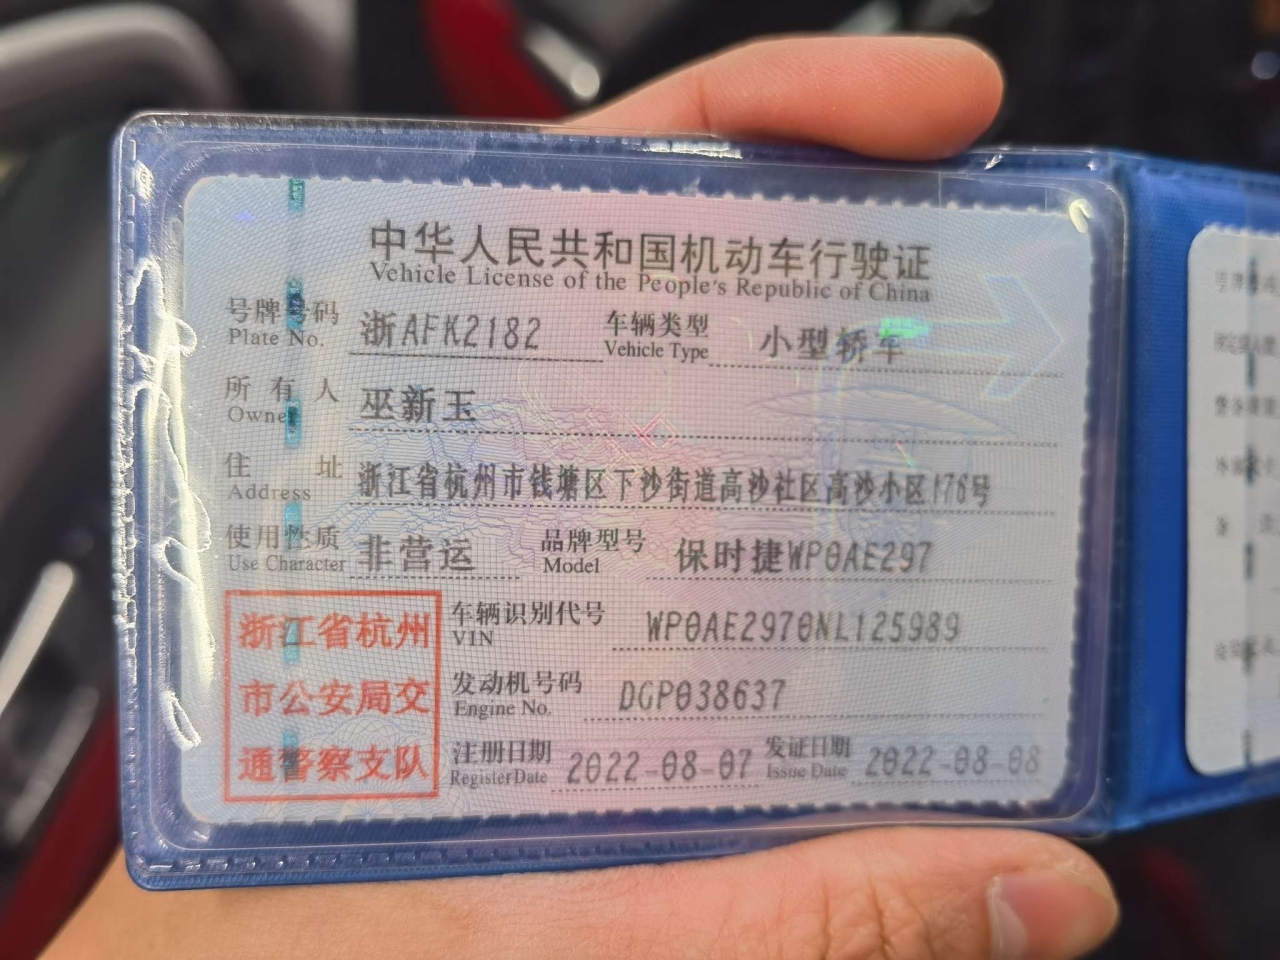 中华人民共和国机动车行驶证
Vehicle License of the People's Republic of China
号牌号码 浙AFK2182 车辆类型 小型轿车
Plate No. Vehicle Type
所有人 巫新玉
Owner
住址 浙江省杭州市钱塘区下沙街道高沙社区高沙小区176号
Address
使用性质 非营运 品牌型号 保时捷WP0AE297
Use Character Model
浙江省杭州
市公安局交
通警察支队
车辆识别代号 WP0AE2970NL125989
VIN
发动机号码 DGP038637
Engine No.
注册日期 2022-08-07 发证日期 2022-08-08
Register Date Issue Date